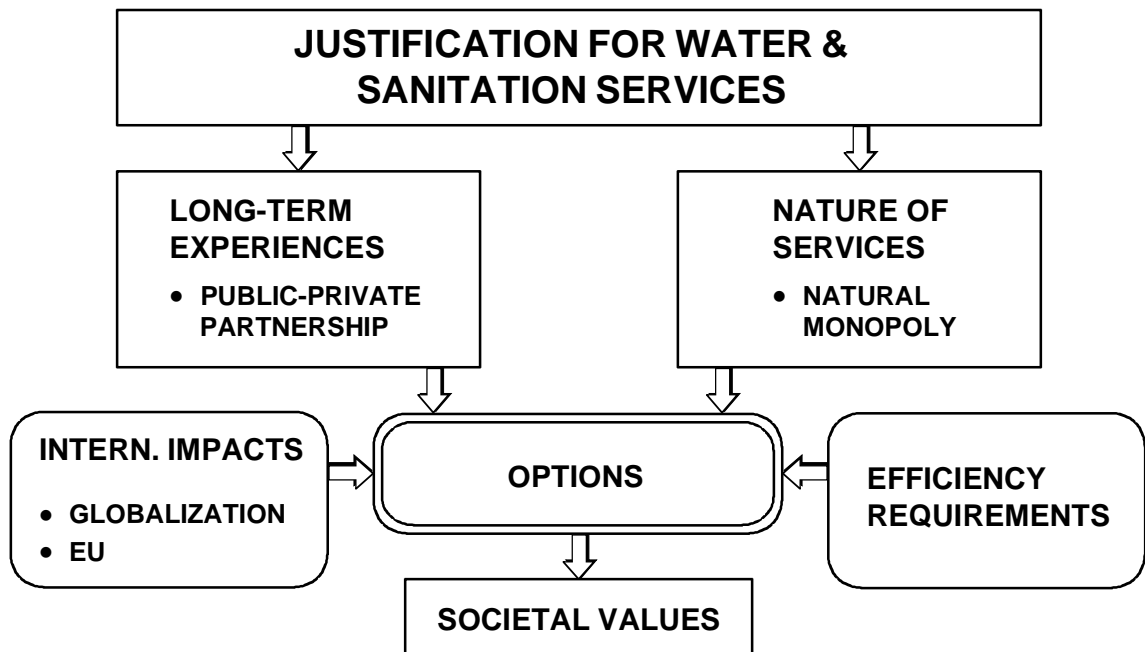 JUSTIFICATION FOR WATER &
SANITATION SERVICES
LONG-TERM
EXPERIENCES
• PUBLIC-PRIVATE
PARTNERSHIP
NATURE OF
SERVICES
• NATURAL
MONOPOLY
INTERN. IMPACTS
• GLOBALIZATION
• EU
OPTIONS
EFFICIENCY
REQUIREMENTS
SOCIETAL VALUES